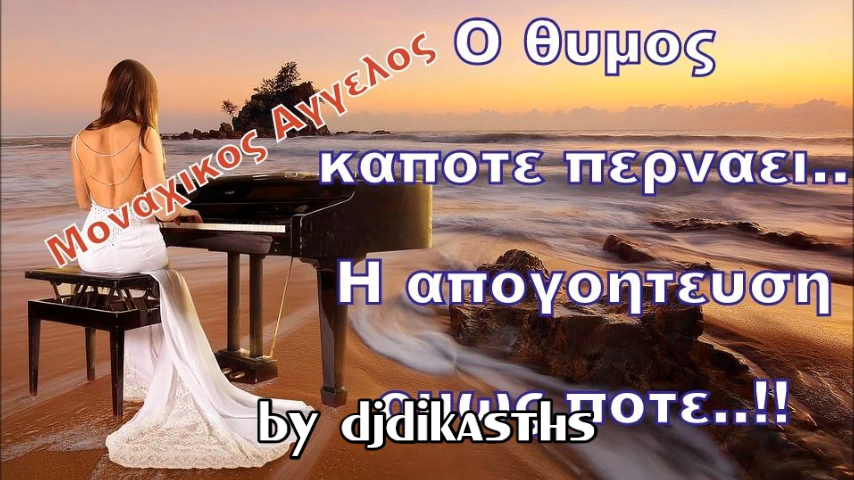 Μοναχικος Αγγελος
Ο θυμος
καποτε περναει..
Η απογοητευση
ποτε..!!
by djdikasths